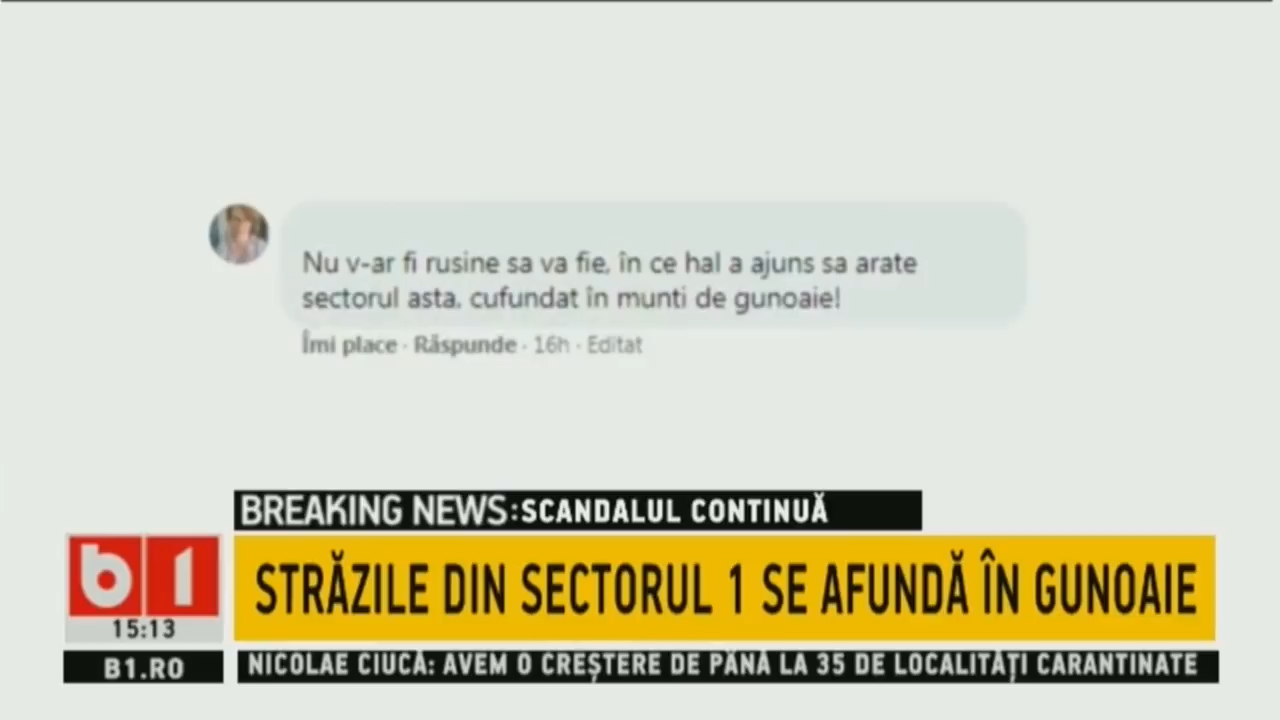 Nu v-ar fi rusine sa va fie, în ce hal a ajuns sa arate
sectorul asta, cufundat în munti de gunoaie!
Îmi place · Răspunde · 16h · Editat
BREAKING NEWS: SCANDALUL CONTINUĂ
b1
STRĂZILE DIN SECTORUL 1 SE AFUNDĂ ÎN GUNOAIE
15:13
B1.RO
NICOLAE CIUCĂ: AVEM O CREȘTERE DE PÂNĂ LA 35 DE LOCALITĂȚI CARANTINATE